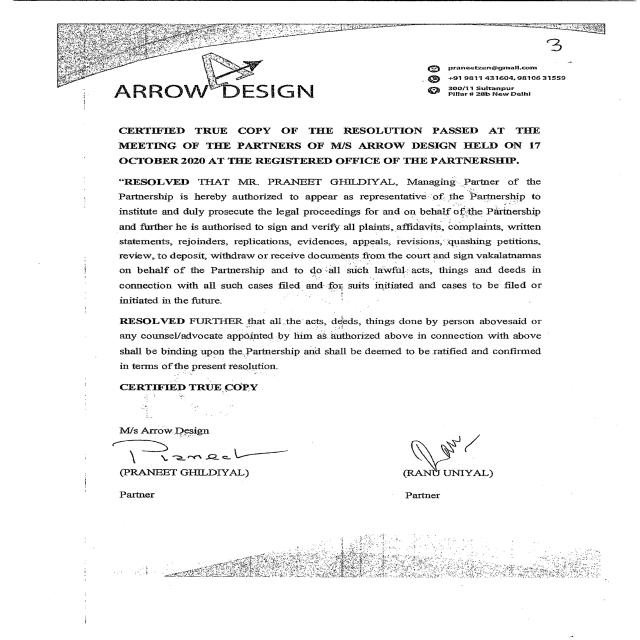 3
praneetzen@gmail.com
+91 9811 431604, 98106 31559
300/11 Sultanpur
Pillar # 28b New Delhi
ARROW DESIGN
CERTIFIED TRUE COPY OF THE RESOLUTION PASSED AT THE
MEETING OF THE PARTNERS OF M/S ARROW DESIGN HELD ON 17
OCTOBER 2020 AT THE REGISTERED OFFICE OF THE PARTNERSHIP.
"RESOLVED THAT MR. PRANEET GHILDIYAL, Managing Partner of the
Partnership is hereby authorized to appear as representative of the Partnership to
institute and duly prosecute the legal proceedings for and on behalf of the Partnership
and further he is authorised to sign and verify all plaints, affidavits, complaints, written
statements, rejoinders, replications, evidences, appeals, revisions, quashing petitions,
review, to deposit, withdraw or receive documents from the court and sign vakalatnamas
on behalf of the Partnership and to do all such lawful acts, things and deeds in
connection with all such cases filed and for suits initiated and cases to be filed or
initiated in the future.
RESOLVED FURTHER that all the acts, deeds, things done by person abovesaid or
any counsel/advocate appointed by him as authorized above in connection with above
shall be binding upon the Partnership and shall be deemed to be ratified and confirmed
in terms of the present resolution.
CERTIFIED TRUE COPY
M/s Arrow Design
Praneet
Ranu
(PRANEET GHILDIYAL) (RANU UNIYAL)
Partner Partner